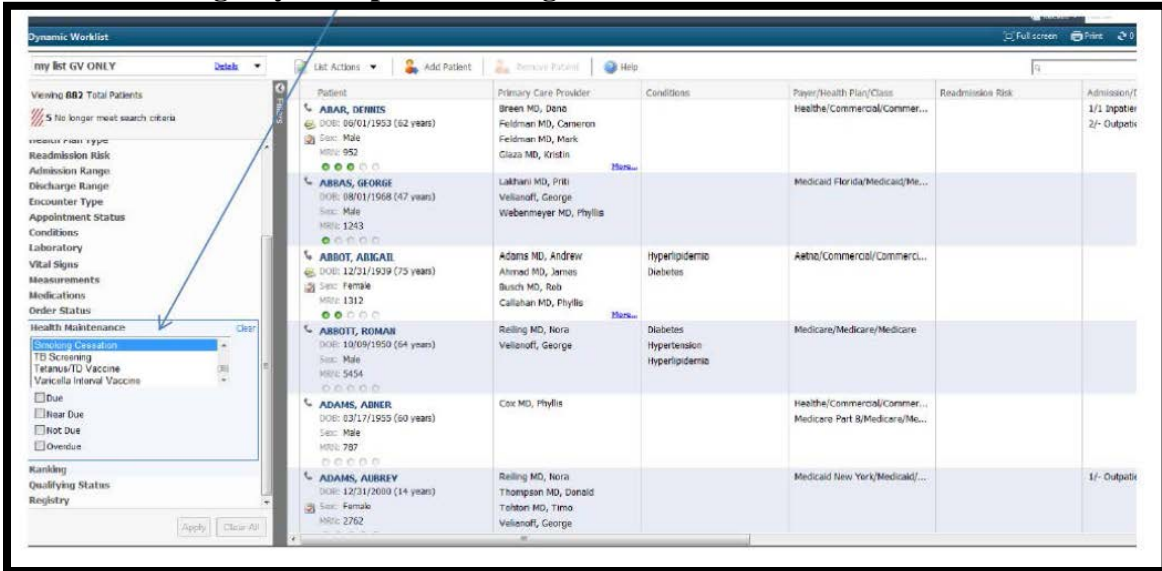 Dynamic Worklist
Full screen Print 0
my list GV ONLY Details
List Actions Add Patient Remove Patient Help
Viewing 882 Total Patients
5 No longer meet search criteria
Filters
Health Plan Type
Readmission Risk
Admission Range
Discharge Range
Encounter Type
Appointment Status
Conditions
Laboratory
Vital Signs
Measurements
Medications
Order Status
Health Maintenance Clear
Smoking Cessation
TB Screening
Tetanus/TD Vaccine
Varicella Interval Vaccine
Due
Near Due
Not Due
Overdue
Ranking
Qualifying Status
Registry
Apply Clear All
Patient Primary Care Provider Conditions Payer/Health Plan/Class Readmission Risk Admission/D
ABAR, DENNIS Breen MD, Dana Healthe/Commercial/Commer... 1/1 Inpatien
DOB: 06/01/1953 (62 years) Feldman MD, Cameron 2/- Outpatie
Sex: Male Feldman MD, Mark
MRN: 952 Glaza MD, Kristin
More...
ABBAS, GEORGE Lakhani MD, Priti Medicaid Florida/Medicaid/Me...
DOB: 08/01/1968 (47 years) Velianoff, George
Sex: Male Webenmeyer MD, Phyllis
MRN: 1243
ABBOT, ABIGAIL Adams MD, Andrew Hyperlipidemia Aetna/Commercial/Commerci...
DOB: 12/31/1939 (75 years) Ahmad MD, James Diabetes
Sex: Female Busch MD, Rob
MRN: 1312 Callahan MD, Phyllis
More...
ABBOTT, ROMAN Reiling MD, Nora Diabetes Medicare/Medicare/Medicare
DOB: 10/09/1950 (64 years) Velianoff, George Hypertension
Sex: Male Hyperlipidemia
MRN: 5454
ADAMS, ABNER Cox MD, Phyllis Healthe/Commercial/Commer...
DOB: 03/17/1955 (60 years) Medicare Part B/Medicare/Me...
Sex: Male
MRN: 787
ADAMS, AUBREY Reiling MD, Nora Medicaid New York/Medicaid/... 1/- Outpatie
DOB: 12/31/2000 (14 years) Thompson MD, Donald
Sex: Female Tehton MD, Timo
MRN: 2762 Velianoff, George